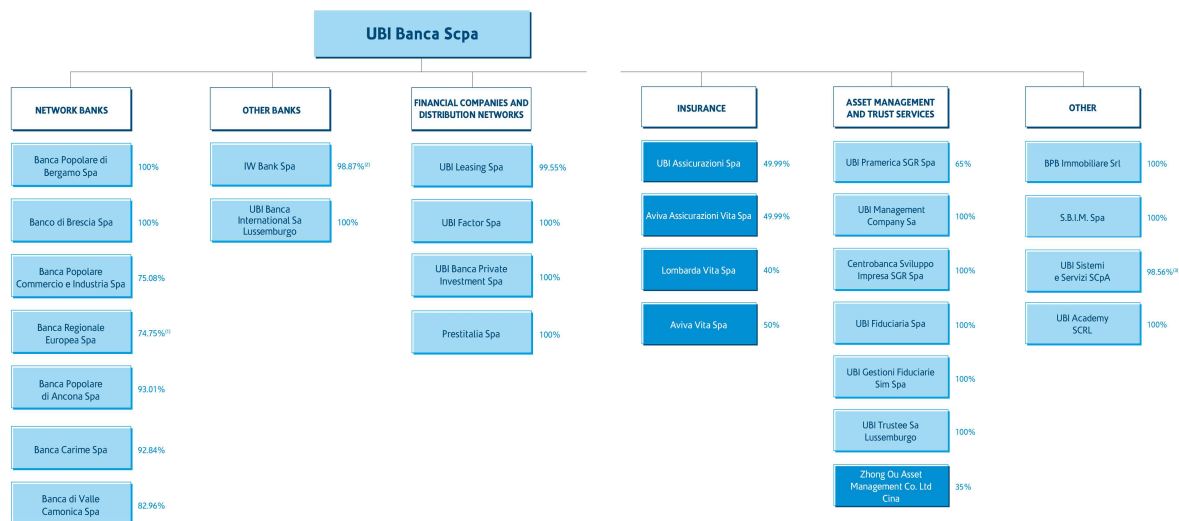 UBI Banca Scpa
NETWORK BANKS
Banca Popolare di
Bergamo Spa
100%
Banco di Brescia Spa
100%
Banca Popolare
Commercio e Industria Spa
75.08%
Banca Regionale
Europea Spa
74.75%(1)
Banca Popolare
di Ancona Spa
93.01%
Banca Carime Spa
92.84%
Banca di Valle
Camonica Spa
82.96%
OTHER BANKS
IW Bank Spa
98.87%(2)
UBI Banca
International Sa
Lussemburgo
100%
FINANCIAL COMPANIES AND
DISTRIBUTION NETWORKS
UBI Leasing Spa
99.55%
UBI Factor Spa
100%
UBI Banca Private
Investment Spa
100%
Prestitalia Spa
100%
INSURANCE
UBI Assicurazioni Spa
49.99%
Aviva Assicurazioni Vita Spa
49.99%
Lombarda Vita Spa
40%
Aviva Vita Spa
50%
ASSET MANAGEMENT
AND TRUST SERVICES
UBI Pramerica SGR Spa
65%
UBI Management
Company Sa
100%
Centrobanca Sviluppo
Impresa SGR Spa
100%
UBI Fiduciaria Spa
100%
UBI Gestioni Fiduciarie
Sim Spa
100%
UBI Trustee Sa
Lussemburgo
100%
Zhong Ou Asset
Management Co. Ltd
Cina
35%
OTHER
BPB Immobiliare Srl
100%
S.B.I.M. Spa
100%
UBI Sistemi
e Servizi SCpA
98.56%(3)
UBI Academy
SCRL
100%